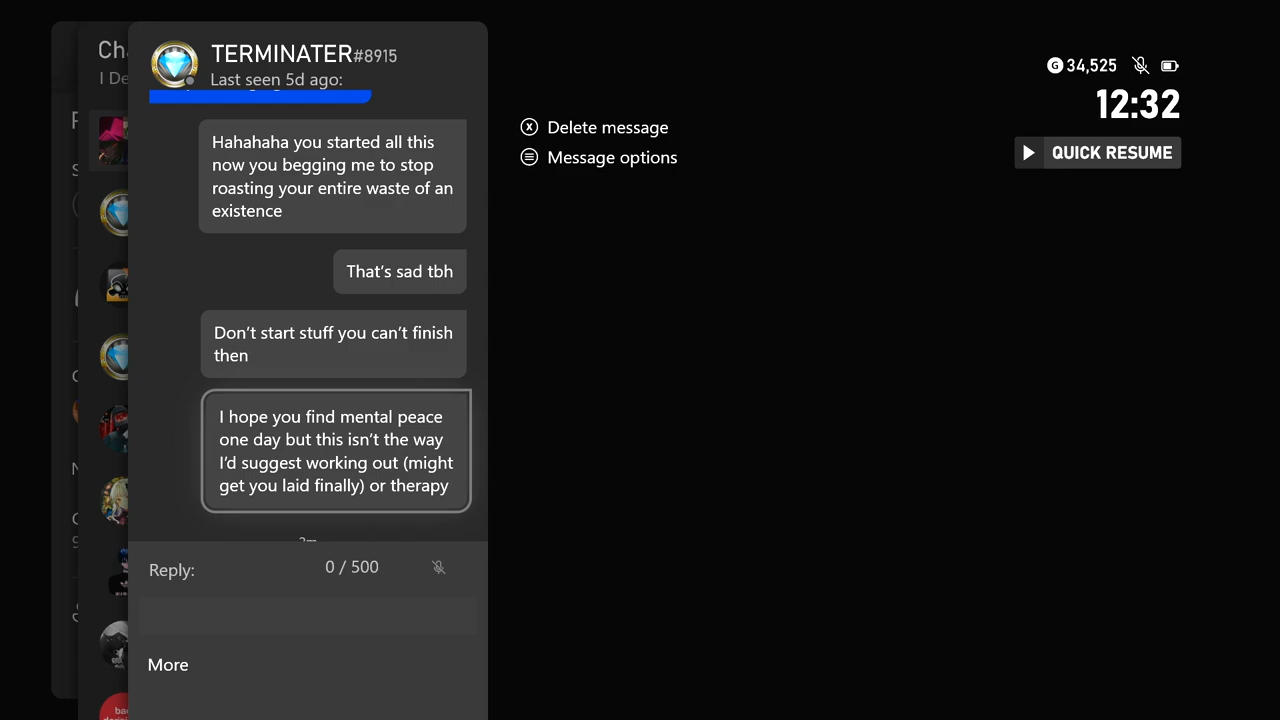 TERMINATER#8915
Last seen 5d ago:
Hahahaha you started all this
now you begging me to stop
roasting your entire waste of an
existence
That's sad tbh
Don't start stuff you can't finish
then
I hope you find mental peace
one day but this isn't the way
I'd suggest working out (might
get you laid finally) or therapy
Reply:
0 / 500
More
X Delete message
Message options
G 34,525
12:32
QUICK RESUME